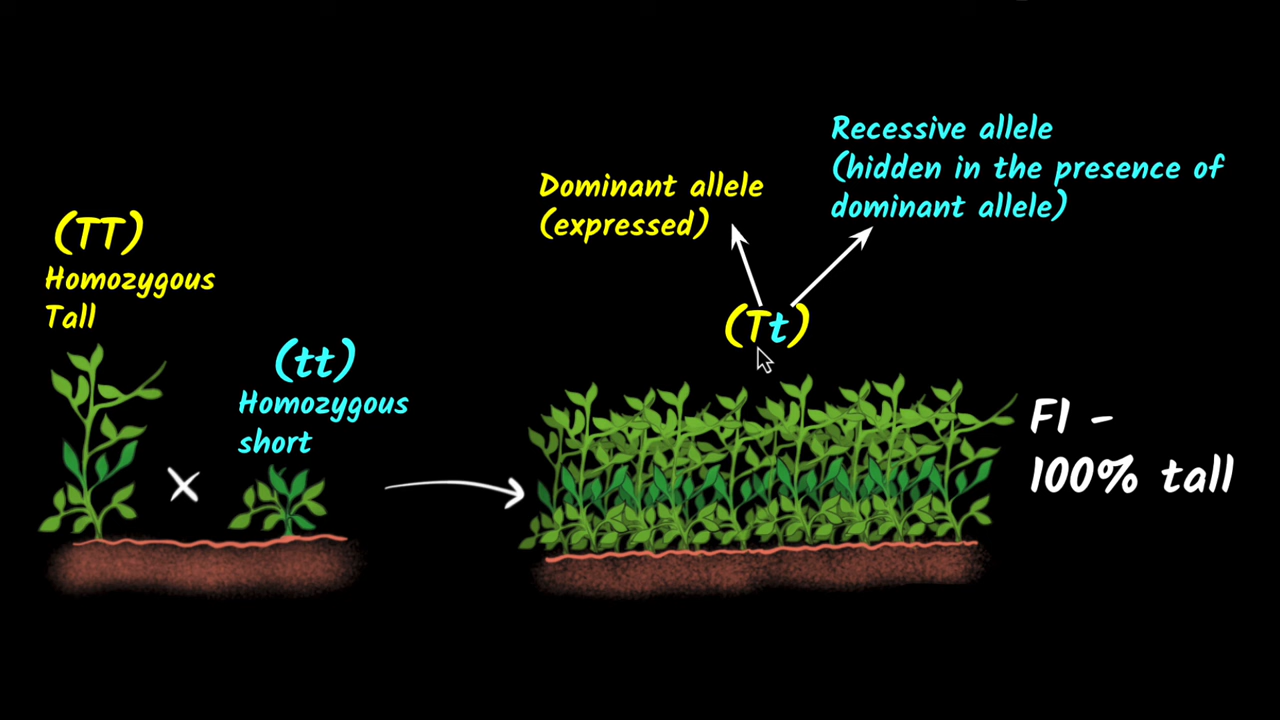 (TT)
Homozygous
Tall
(tt)
Homozygous
short
Dominant allele
(expressed)
Recessive allele
(hidden in the presence of
dominant allele)
(Tt)
F1 -
100% tall